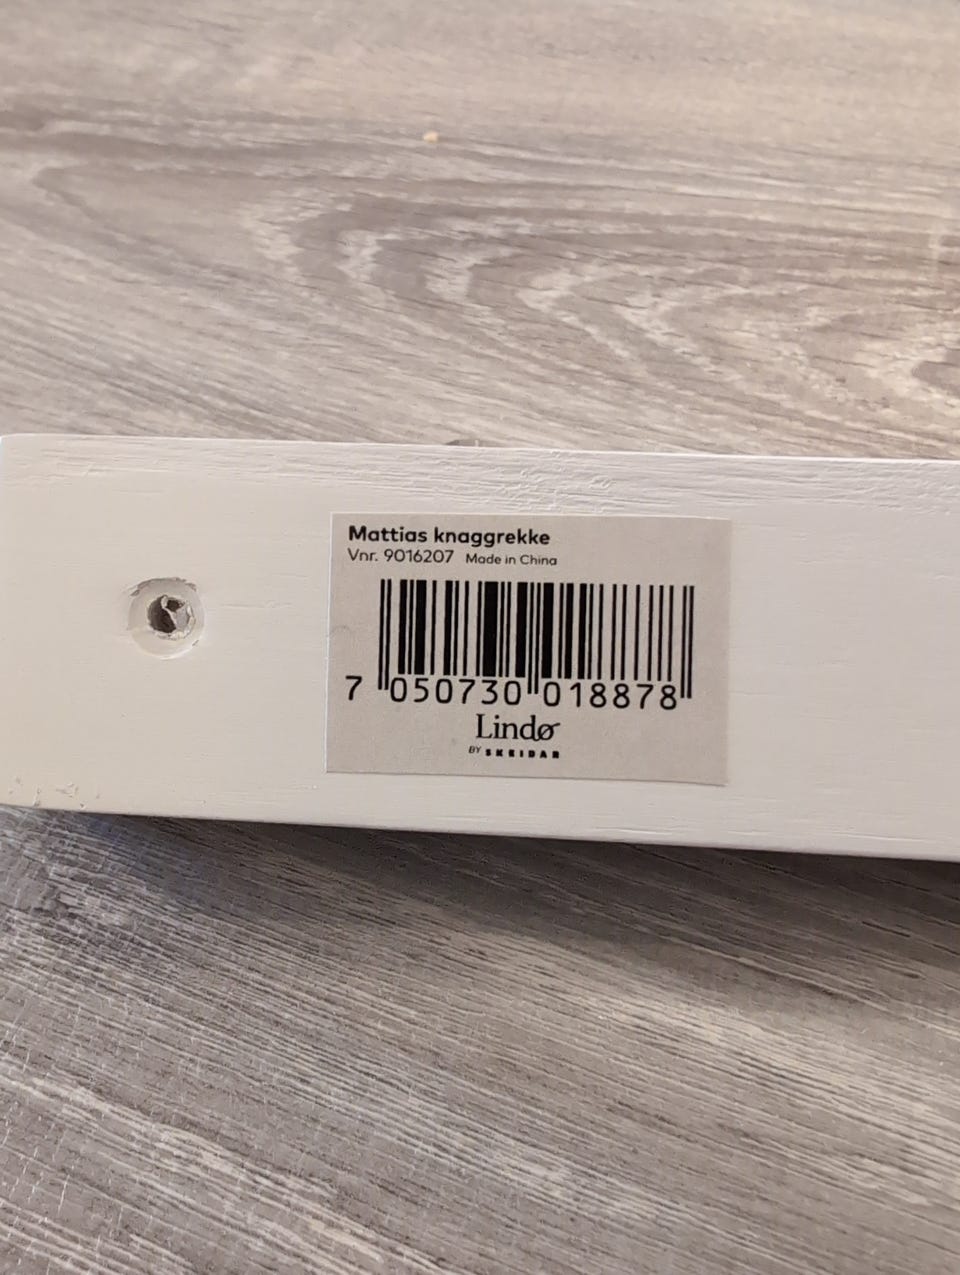 Mattias knaggrekke
Vnr. 9016207 Made in China
7 050730 018878
Lindø
BY SKEIDAR